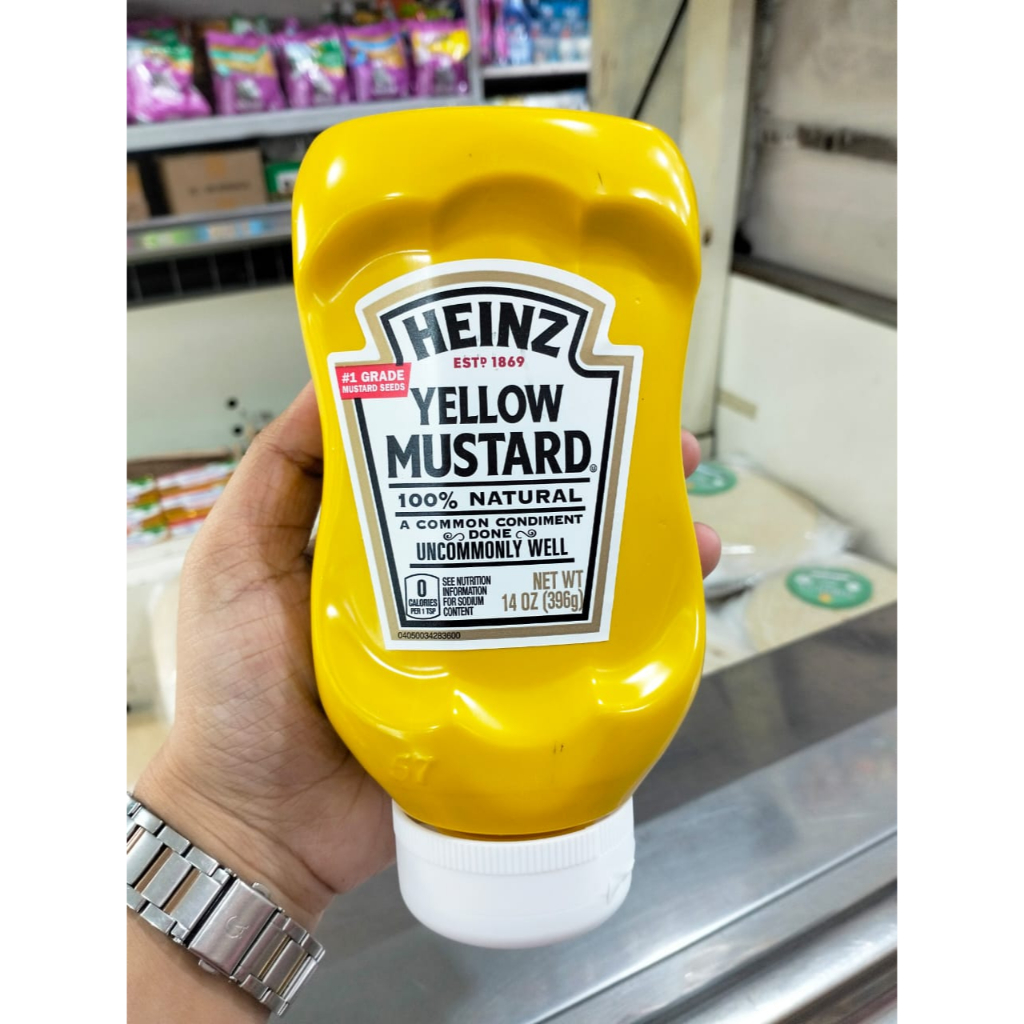 HEINZ
ESTD 1869
#1 GRADE
MUSTARD SEEDS
YELLOW
MUSTARD
100% NATURAL
A COMMON CONDIMENT
DONE
UNCOMMONLY WELL
0
CALORIES
PER 1 TSP
SEE NUTRITION
INFORMATION
FOR SODIUM
CONTENT
NET WT
14 OZ (396g)
04050034283600
57
G